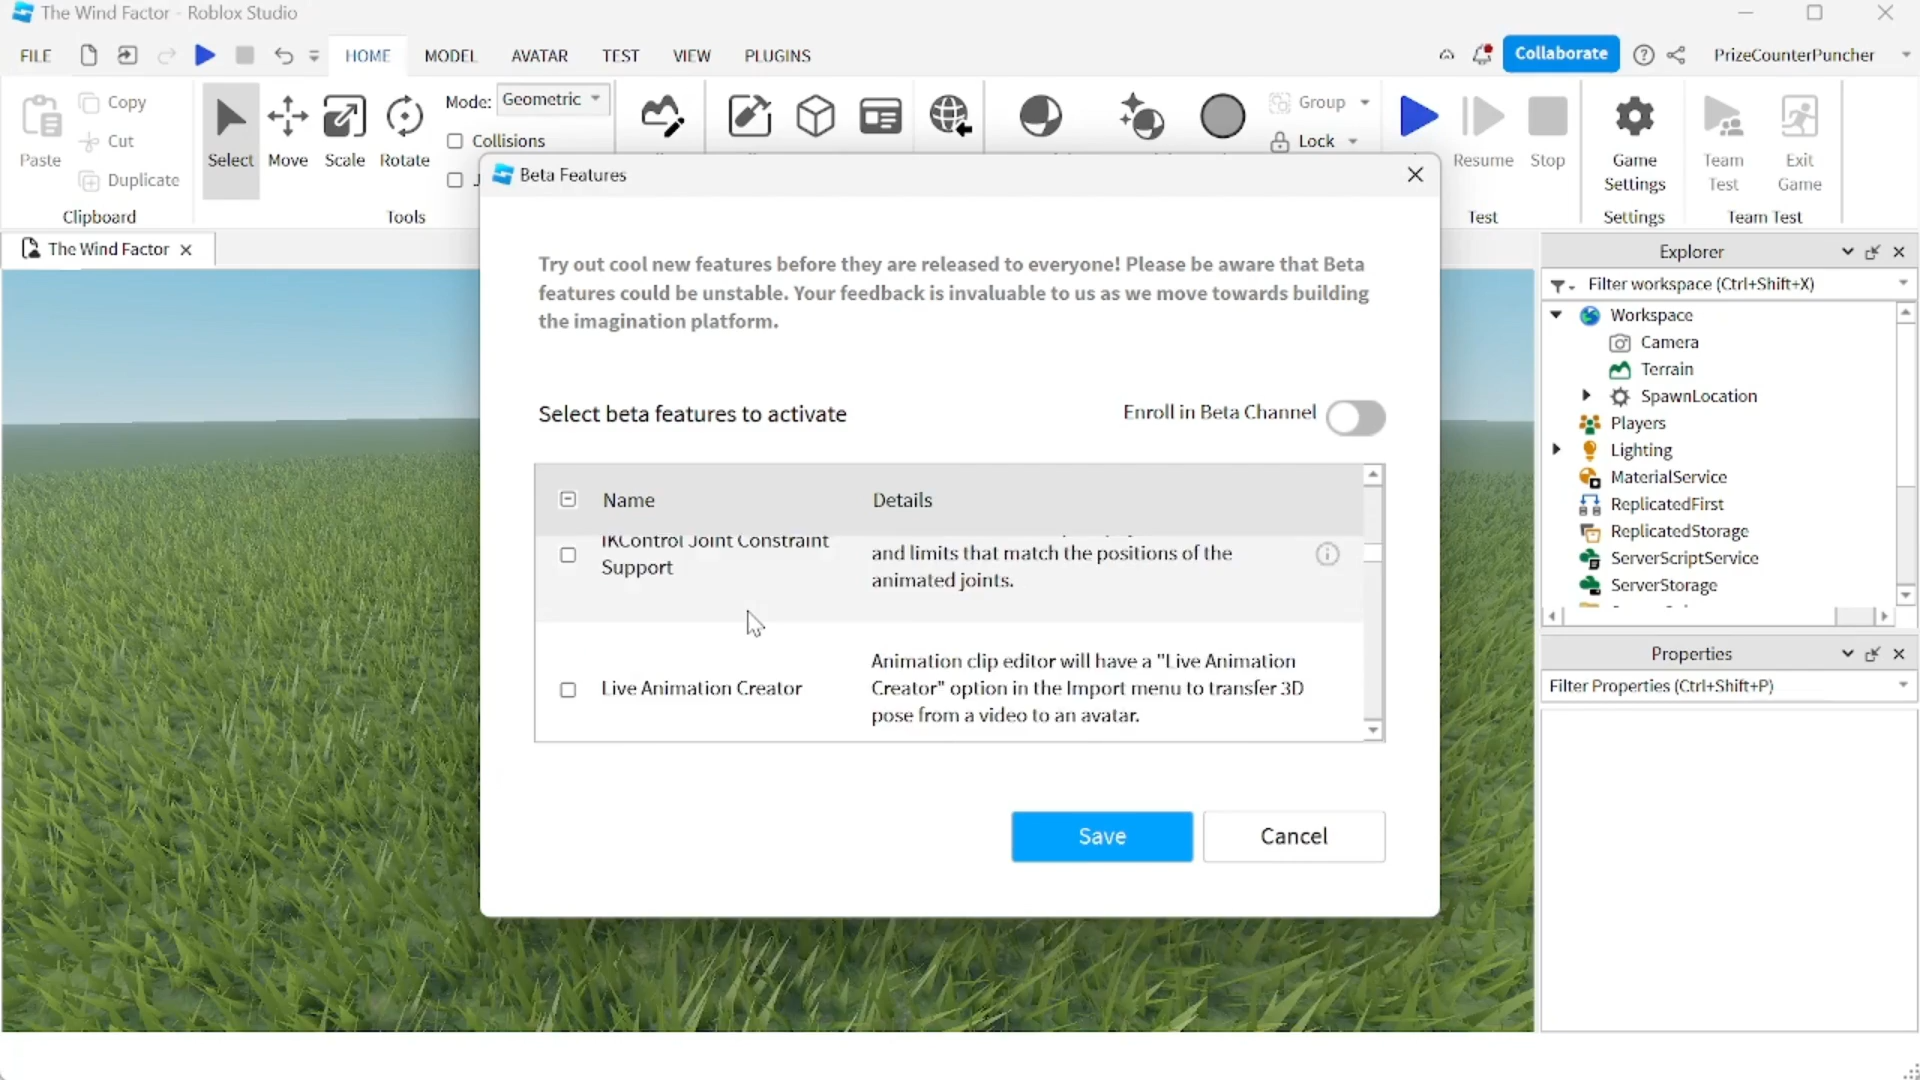 The Wind Factor - Roblox Studio
FILE
HOME
MODEL
AVATAR
TEST
VIEW
PLUGINS
Collaborate
PrizeCounterPuncher
Paste
Copy
Cut
Duplicate
Clipboard
Select
Move
Scale
Rotate
Mode: Geometric
Collisions
Tools
Group
Lock
Resume
Stop
Test
Game
Settings
Settings
Team
Test
Exit
Game
Team Test
The Wind Factor
Beta Features
Try out cool new features before they are released to everyone! Please be aware that Beta
features could be unstable. Your feedback is invaluable to us as we move towards building
the imagination platform.
Select beta features to activate
Enroll in Beta Channel
Name
Details
IKControl Joint Constraint
Support
and limits that match the positions of the
animated joints.
Live Animation Creator
Animation clip editor will have a "Live Animation
Creator" option in the Import menu to transfer 3D
pose from a video to an avatar.
Save
Cancel
Explorer
Filter workspace (Ctrl+Shift+X)
Workspace
Camera
Terrain
SpawnLocation
Players
Lighting
MaterialService
ReplicatedFirst
ReplicatedStorage
ServerScriptService
ServerStorage
Properties
Filter Properties (Ctrl+Shift+P)